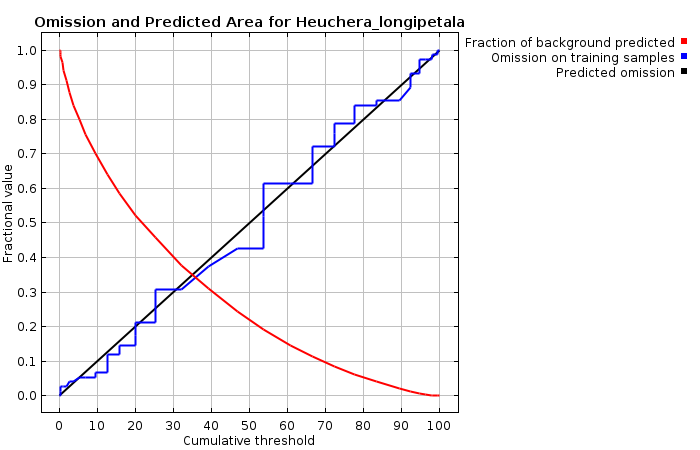 Omission and Predicted Area for Heuchera_longipetala
Fraction of background predicted
Omission on training samples
Predicted omission
Fractional value
1.0
0.9
0.8
0.7
0.6
0.5
0.4
0.3
0.2
0.1
0.0
0 10 20 30 40 50 60 70 80 90 100
Cumulative threshold